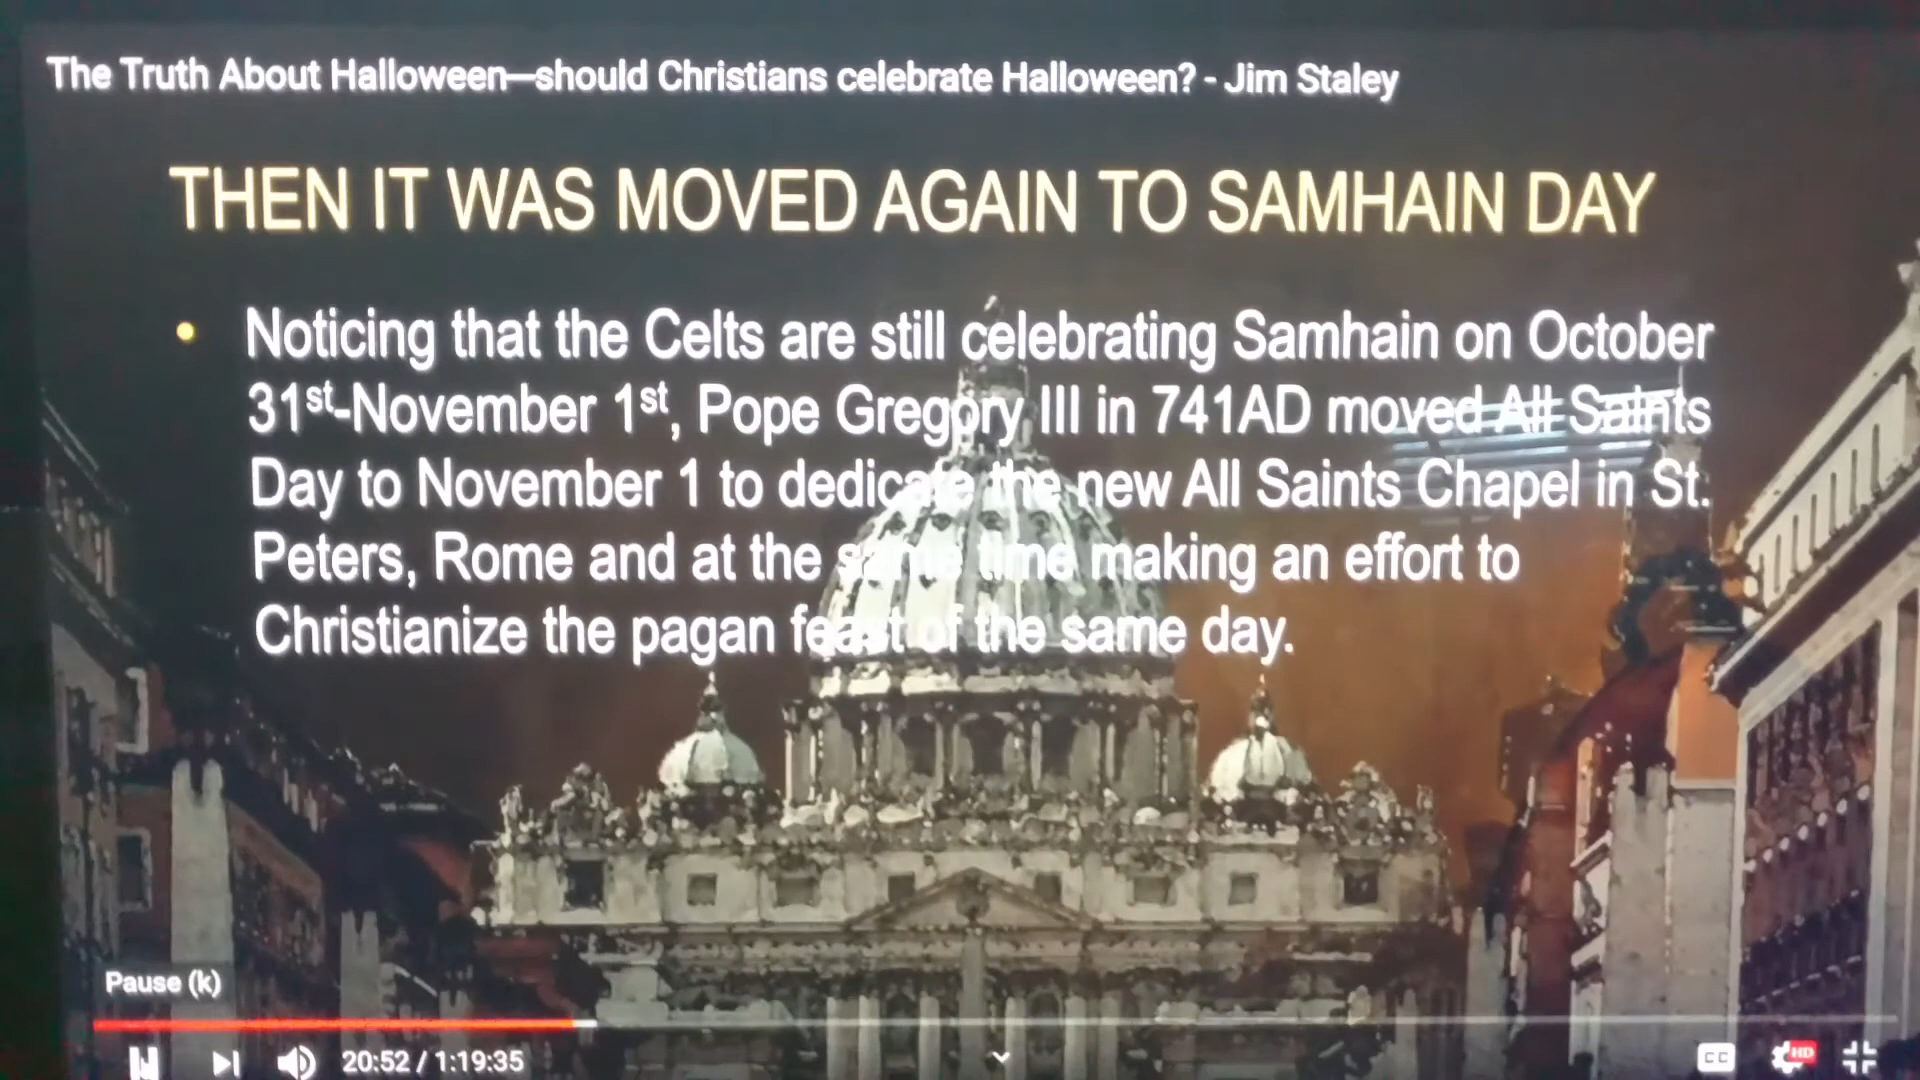 The Truth About Halloween—should Christians celebrate Halloween? - Jim Staley
THEN IT WAS MOVED AGAIN TO SAMHAIN DAY
• Noticing that the Celts are still celebrating Samhain on October
31st-November 1st, Pope Gregory III in 741AD moved All Saints
Day to November 1 to dedicate the new All Saints Chapel in St.
Peters, Rome and at the same time making an effort to
Christianize the pagan feast of the same day.
Pause (k)
20:52 / 1:19:35
CC
HD